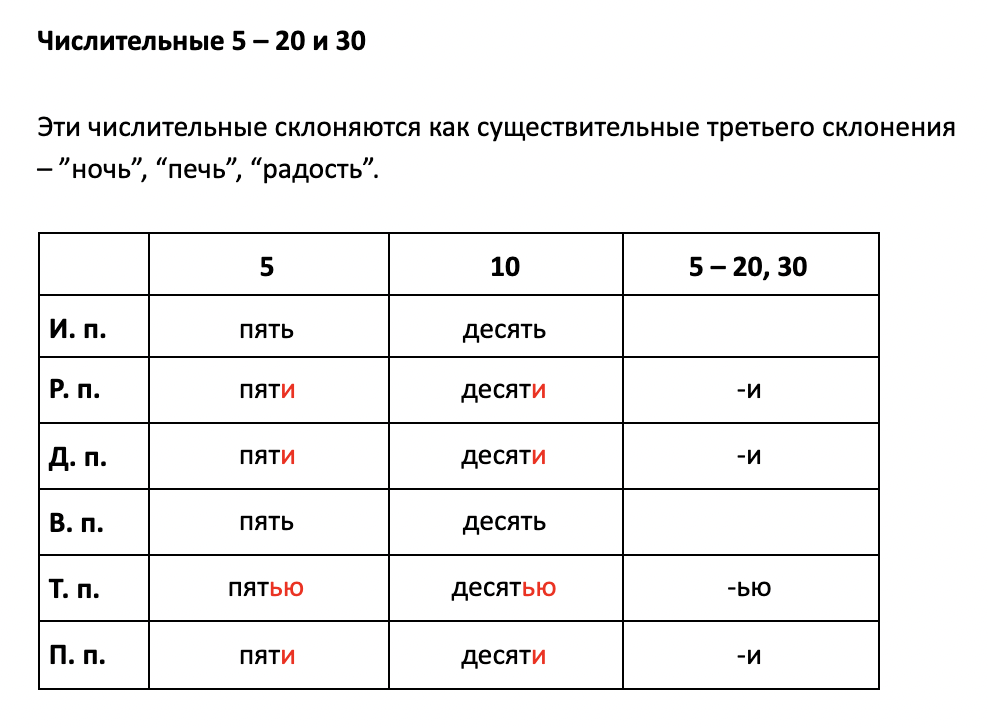 Числительные 5 – 20 и 30
Эти числительные склоняются как существительные третьего склонения
– ”ночь”, “печь”, “радость”.
5 10 5 – 20, 30
И. п. пять десять
Р. п. пяти десяти -и
Д. п. пяти десяти -и
В. п. пять десять
Т. п. пятью десятью -ью
П. п. пяти десяти -и